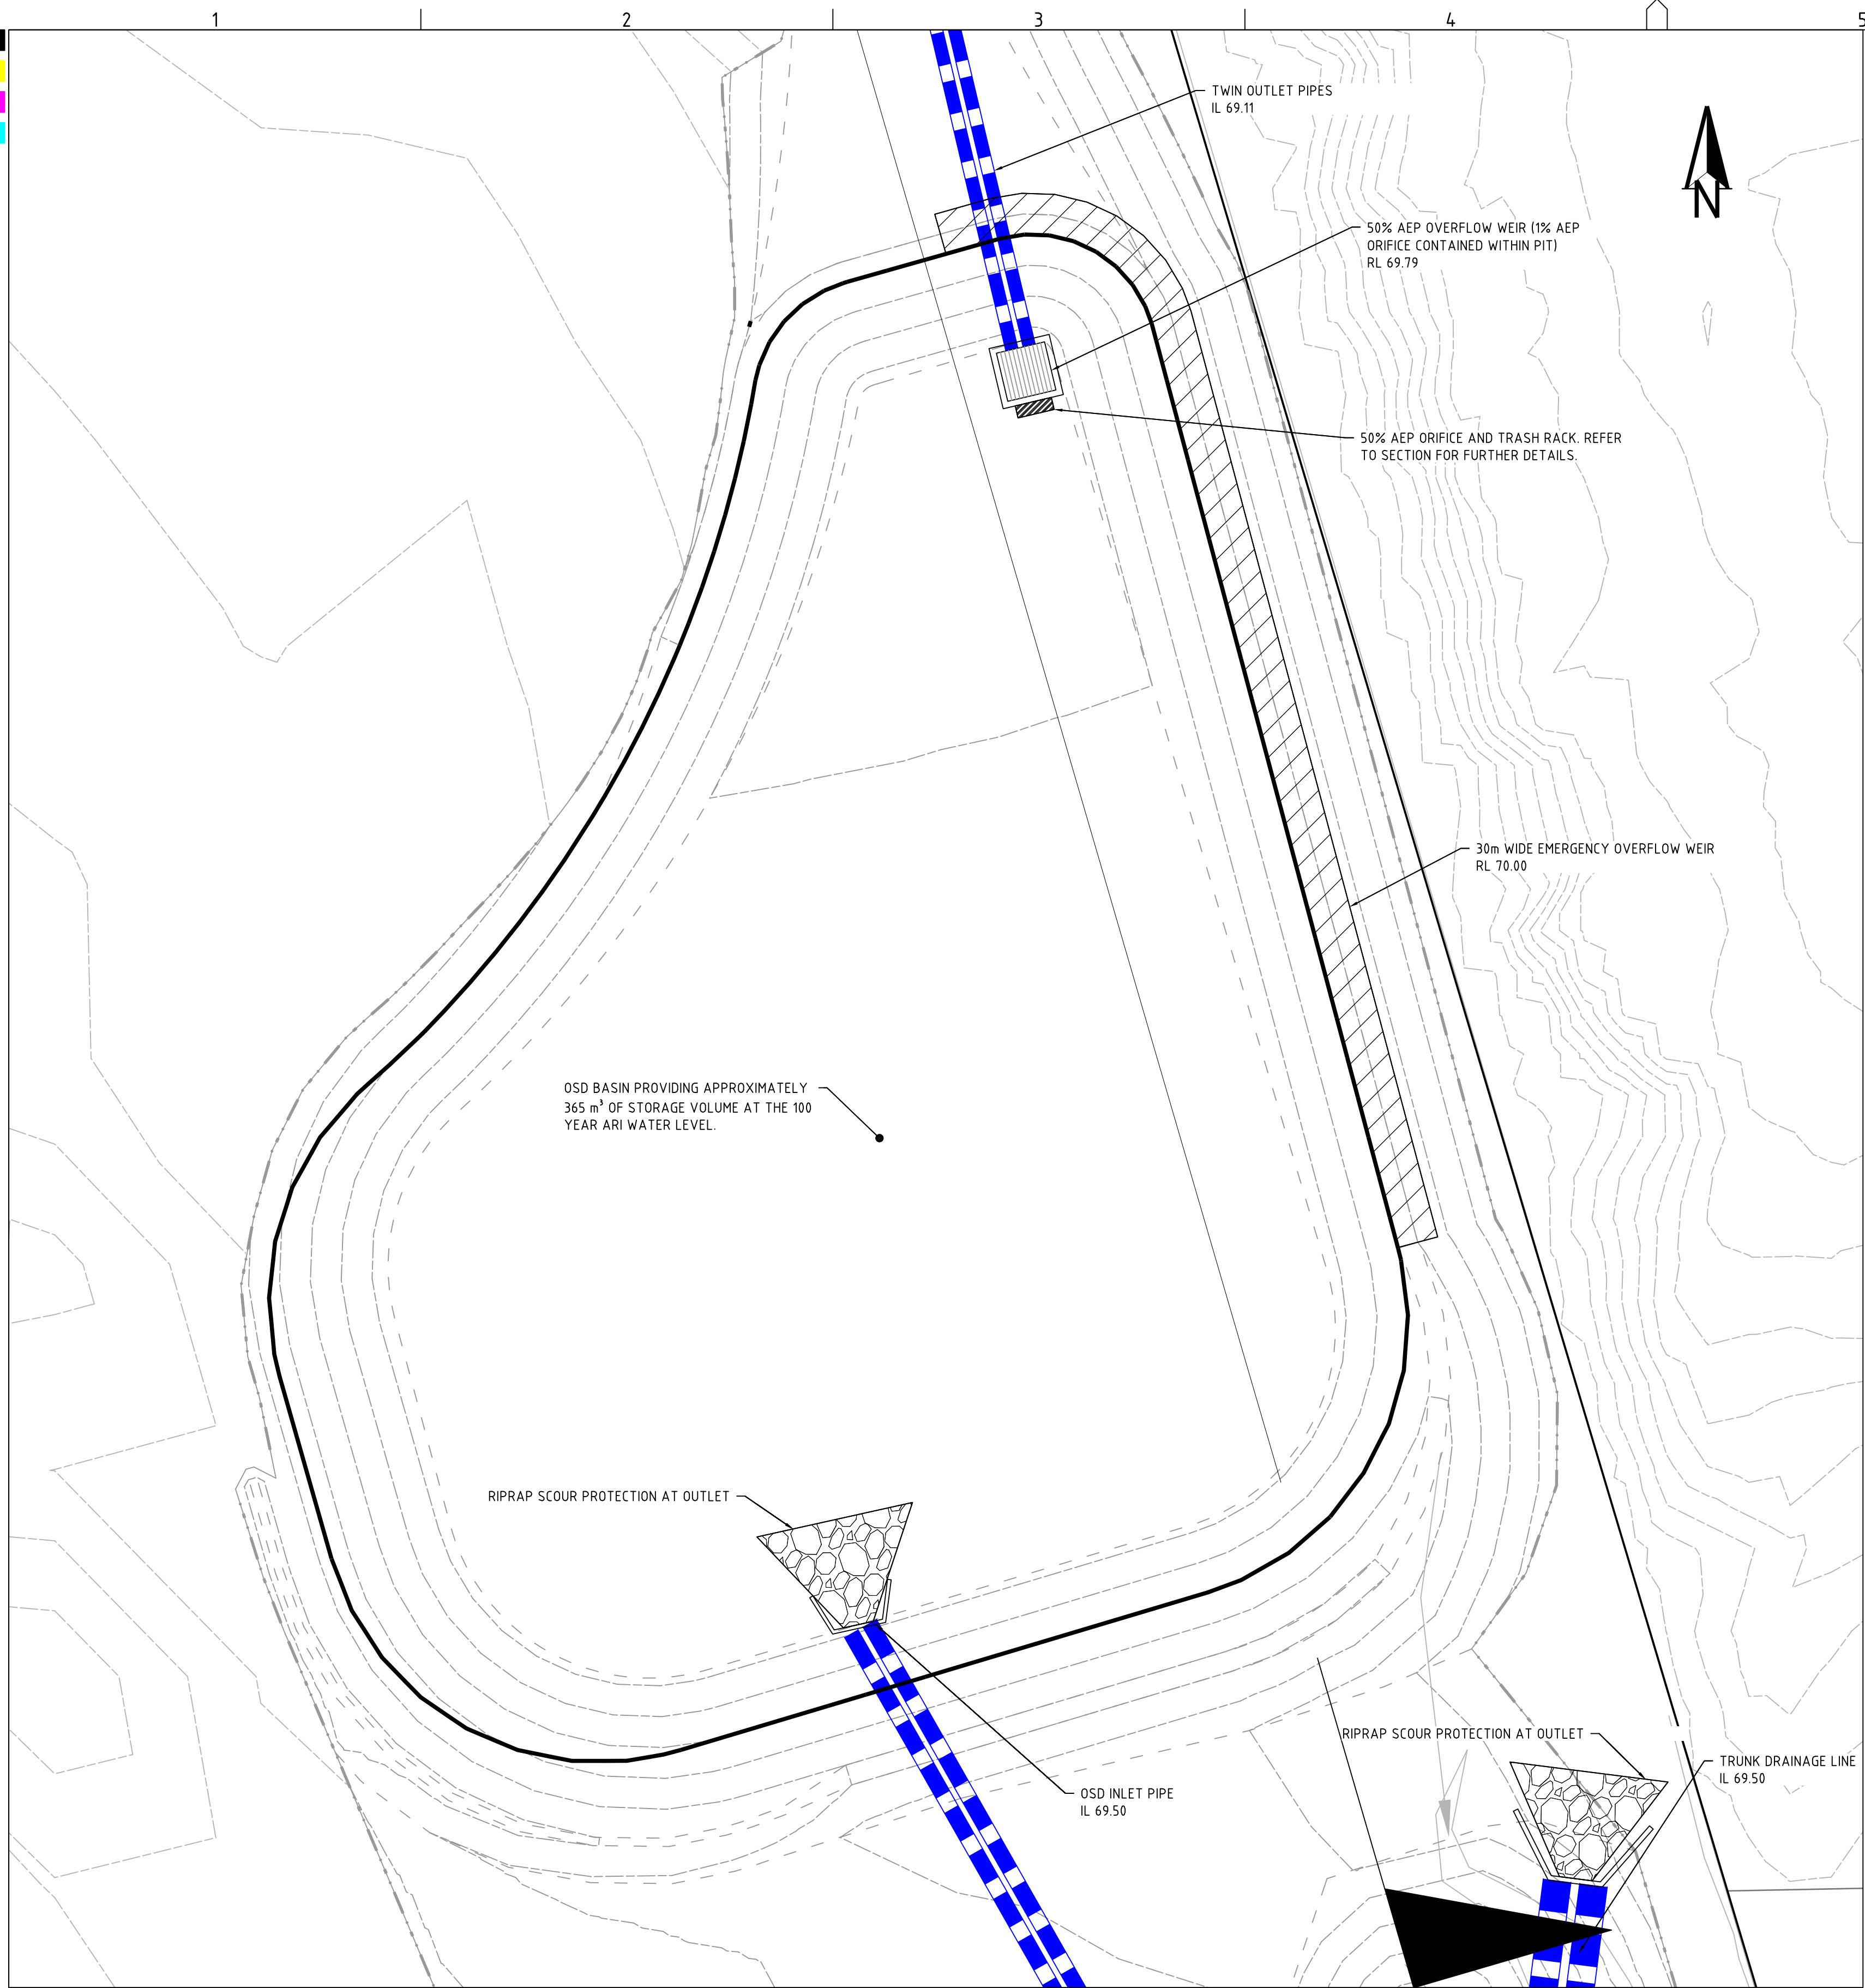 1
2
3
4
5
TWIN OUTLET PIPES
IL 69.11
N
50% AEP OVERFLOW WEIR (1% AEP
ORIFICE CONTAINED WITHIN PIT)
RL 69.79
50% AEP ORIFICE AND TRASH RACK. REFER
TO SECTION FOR FURTHER DETAILS.
30m WIDE EMERGENCY OVERFLOW WEIR
RL 70.00
OSD BASIN PROVIDING APPROXIMATELY
365 m³ OF STORAGE VOLUME AT THE 100
YEAR ARI WATER LEVEL.
RIPRAP SCOUR PROTECTION AT OUTLET
RIPRAP SCOUR PROTECTION AT OUTLET
TRUNK DRAINAGE LINE
IL 69.50
OSD INLET PIPE
IL 69.50